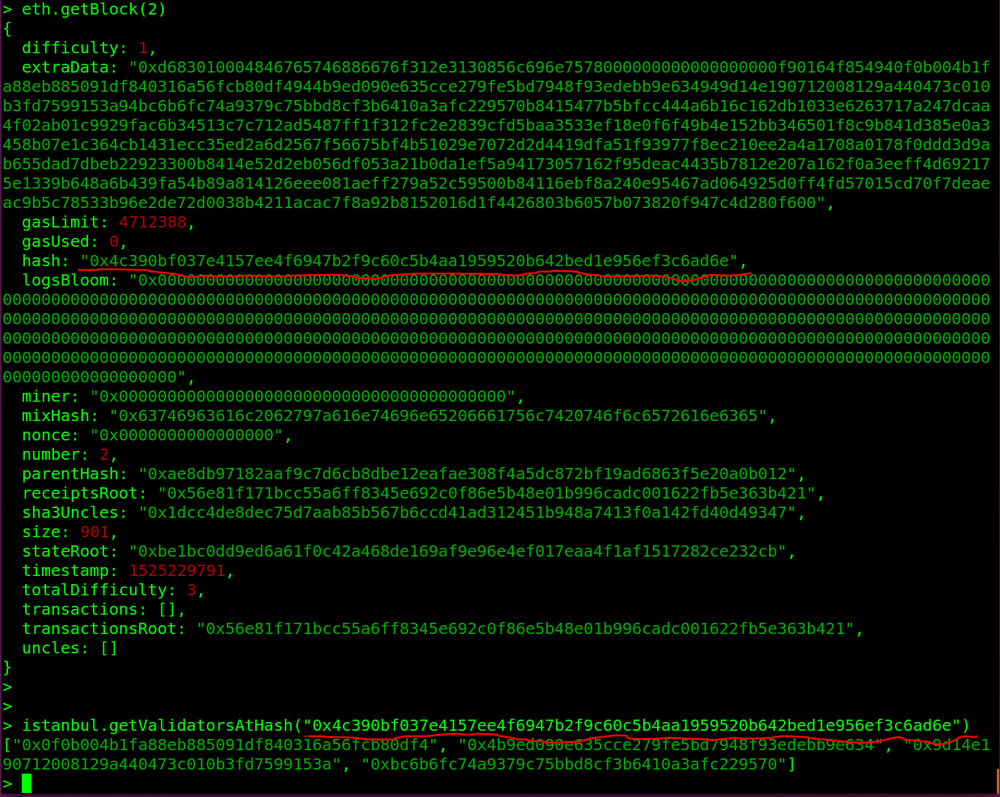 > eth.getBlock(2)
{
  difficulty: 1,
  extraData: "0xd683010004846765746886676f312e3130856c696e75780000000000000000000f90164f854940f0b004b1f
a88eb885091df840316a56fcb80df4944b9ed090e635cce279fe5bd7948f93edebb9e634949d14e190712008129a440473c010
b3fd7599153a94bc6b6fc74a9379c75bbd8cf3b6410a3afc229570b8415477b5bfcc444a6b16c162db1033e6263717a247dcaa
4f02ab01c9929fac6b34513c7c712ad5487ff1f312fc2e2839cfd5baa3533ef18e0f6f49b4e152bb346501f8c9b841d385e0a3
458b07e1c364cb1431ecc35ed2a6d2567f56675bf4b51029e7072d2d4419dfa51f93977f8ec210ee2a4a1708a0178f0ddd3d9a
b655dad7dbeb22923300b8414e52d2eb056df053a21b0da1ef5a94173057162f95deac4435b7812e207a162f0a3eeff4d69217
5e1339b648a6b439fa54b89a814126eee081aeff279a52c59500b84116ebf8a240e95467ad064925d0ff4fd57015cd70f7deae
ac9b5c78533b96e2de72d0038b4211acac7f8a92b8152016d1f4426803b6057b073820f947c4d280f600",
  gasLimit: 4712388,
  gasUsed: 0,
  hash: "0x4c390bf037e4157ee4f6947b2f9c60c5b4aa1959520b642bed1e956ef3c6ad6e",
  logsBloom: "0x00000000000000000000000000000000000000000000000000000000000000000000000000000000000000
000000000000000000000000000000000000000000000000000000000000000000000000000000000000000000000000000000
000000000000000000000000000000000000000000000000000000000000000000000000000000000000000000000000000000
000000000000000000000000000000000000000000000000000000000000000000000000000000000000000000000000000000
000000000000000000000000000000000000000000000000000000000000000000000000000000000000000000000000000000
000000000000000000",
  miner: "0x0000000000000000000000000000000000000000",
  mixHash: "0x63746963616c2062797a616e74696e65206661756c7420746f6c6572616e6365",
  nonce: "0x0000000000000000",
  number: 2,
  parentHash: "0xae8db97182aaf9c7d6cb8dbe12eafae308f4a5dc872bf19ad6863f5e20a0b012",
  receiptsRoot: "0x56e81f171bcc55a6ff8345e692c0f86e5b48e01b996cadc001622fb5e363b421",
  sha3Uncles: "0x1dcc4de8dec75d7aab85b567b6ccd41ad312451b948a7413f0a142fd40d49347",
  size: 901,
  stateRoot: "0xbe1bc0dd9ed6a61f0c42a468de169af9e96e4ef017eaa4f1af1517282ce232cb",
  timestamp: 1525229791,
  totalDifficulty: 3,
  transactions: [],
  transactionsRoot: "0x56e81f171bcc55a6ff8345e692c0f86e5b48e01b996cadc001622fb5e363b421",
  uncles: []
}
>
>
> istanbul.getValidatorsAtHash("0x4c390bf037e4157ee4f6947b2f9c60c5b4aa1959520b642bed1e956ef3c6ad6e")
["0x0f0b004b1fa88eb885091df840316a56fcb80df4", "0x4b9ed090e635cce279fe5bd7948f93edebb9e634", "0x9d14e1
90712008129a440473c010b3fd7599153a", "0xbc6b6fc74a9379c75bbd8cf3b6410a3afc229570"]
>